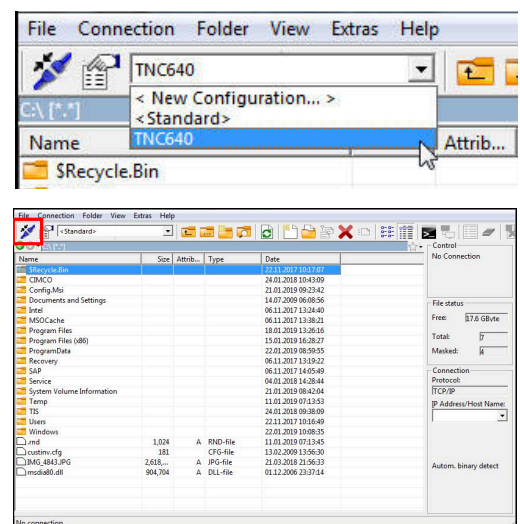 File Connection Folder View Extras Help
TNC640
C:\ [*.*]
< New Configuration... >
<Standard>
Name TNC640 Attrib...
$Recycle.Bin
File Connection Folder View Extras Help
<Standard>
C:\[*.*]
Name Size Attrib... Type Date
$Recycle.Bin 22.11.2017 10:17:07
CIMCO 24.01.2018 10:43:09
Config.Msi 21.01.2019 09:23:42
Documents and Settings 14.07.2009 06:08:56
Intel 06.11.2017 13:24:40
MSOCache 06.11.2017 13:38:21
Program Files 18.01.2019 13:26:16
Program Files (x86) 15.01.2019 16:28:27
ProgramData 22.01.2019 08:59:55
Recovery 06.11.2017 13:19:22
SAP 06.11.2017 14:05:49
Service 04.01.2018 14:28:44
System Volume Information 21.01.2019 08:42:04
Temp 11.01.2019 07:13:53
TIS 24.01.2018 09:38:09
Users 22.11.2017 10:16:49
Windows 22.01.2019 10:08:35
.rnd 1,024 A RND-file 11.01.2019 07:13:45
custinv.cfg 181 CFG-file 13.02.2009 13:56:30
IMG_4843.JPG 2,618,... A JPG-file 21.03.2018 21:56:33
msdia80.dll 904,704 A DLL-file 01.12.2006 23:37:14
Control
No Connection
File status
Free: 17.6 GByte
Total: 7
Masked: 4
Connection
Protocol:
TCP/IP
IP Address/Host Name:
Autom. binary detect
No connection